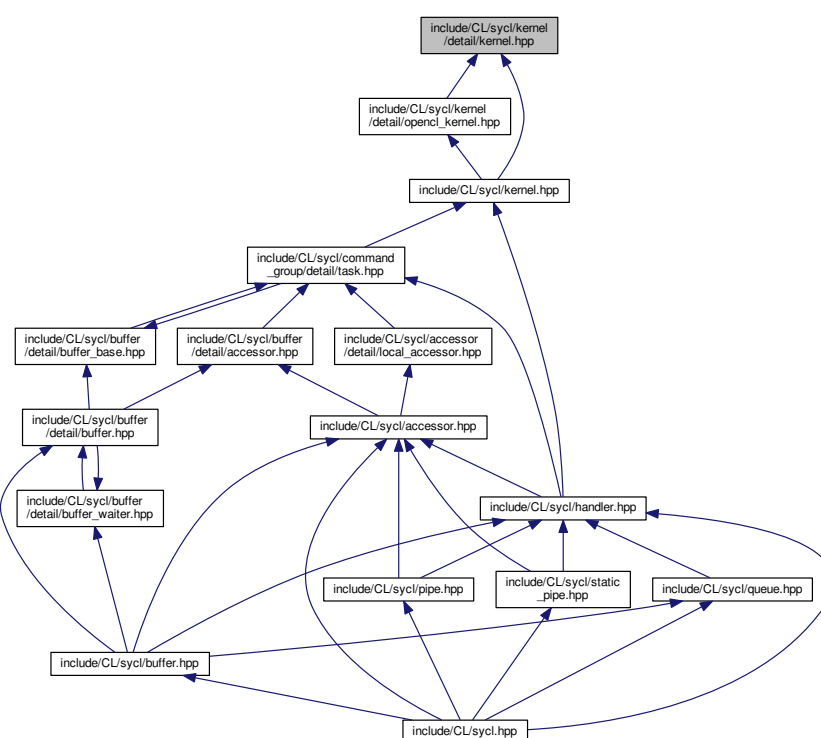 include/CL/sycl/kernel
/detail/kernel.hpp
include/CL/sycl/kernel
/detail/opencl_kernel.hpp
include/CL/sycl/kernel.hpp
include/CL/sycl/command
_group/detail/task.hpp
include/CL/sycl/buffer
/detail/buffer_base.hpp
include/CL/sycl/buffer
/detail/accessor.hpp
include/CL/sycl/accessor
/detail/local_accessor.hpp
include/CL/sycl/buffer
/detail/buffer.hpp
include/CL/sycl/accessor.hpp
include/CL/sycl/buffer
/detail/buffer_waiter.hpp
include/CL/sycl/handler.hpp
include/CL/sycl/pipe.hpp
include/CL/sycl/static
_pipe.hpp
include/CL/sycl/queue.hpp
include/CL/sycl/buffer.hpp
include/CL/sycl.hpp